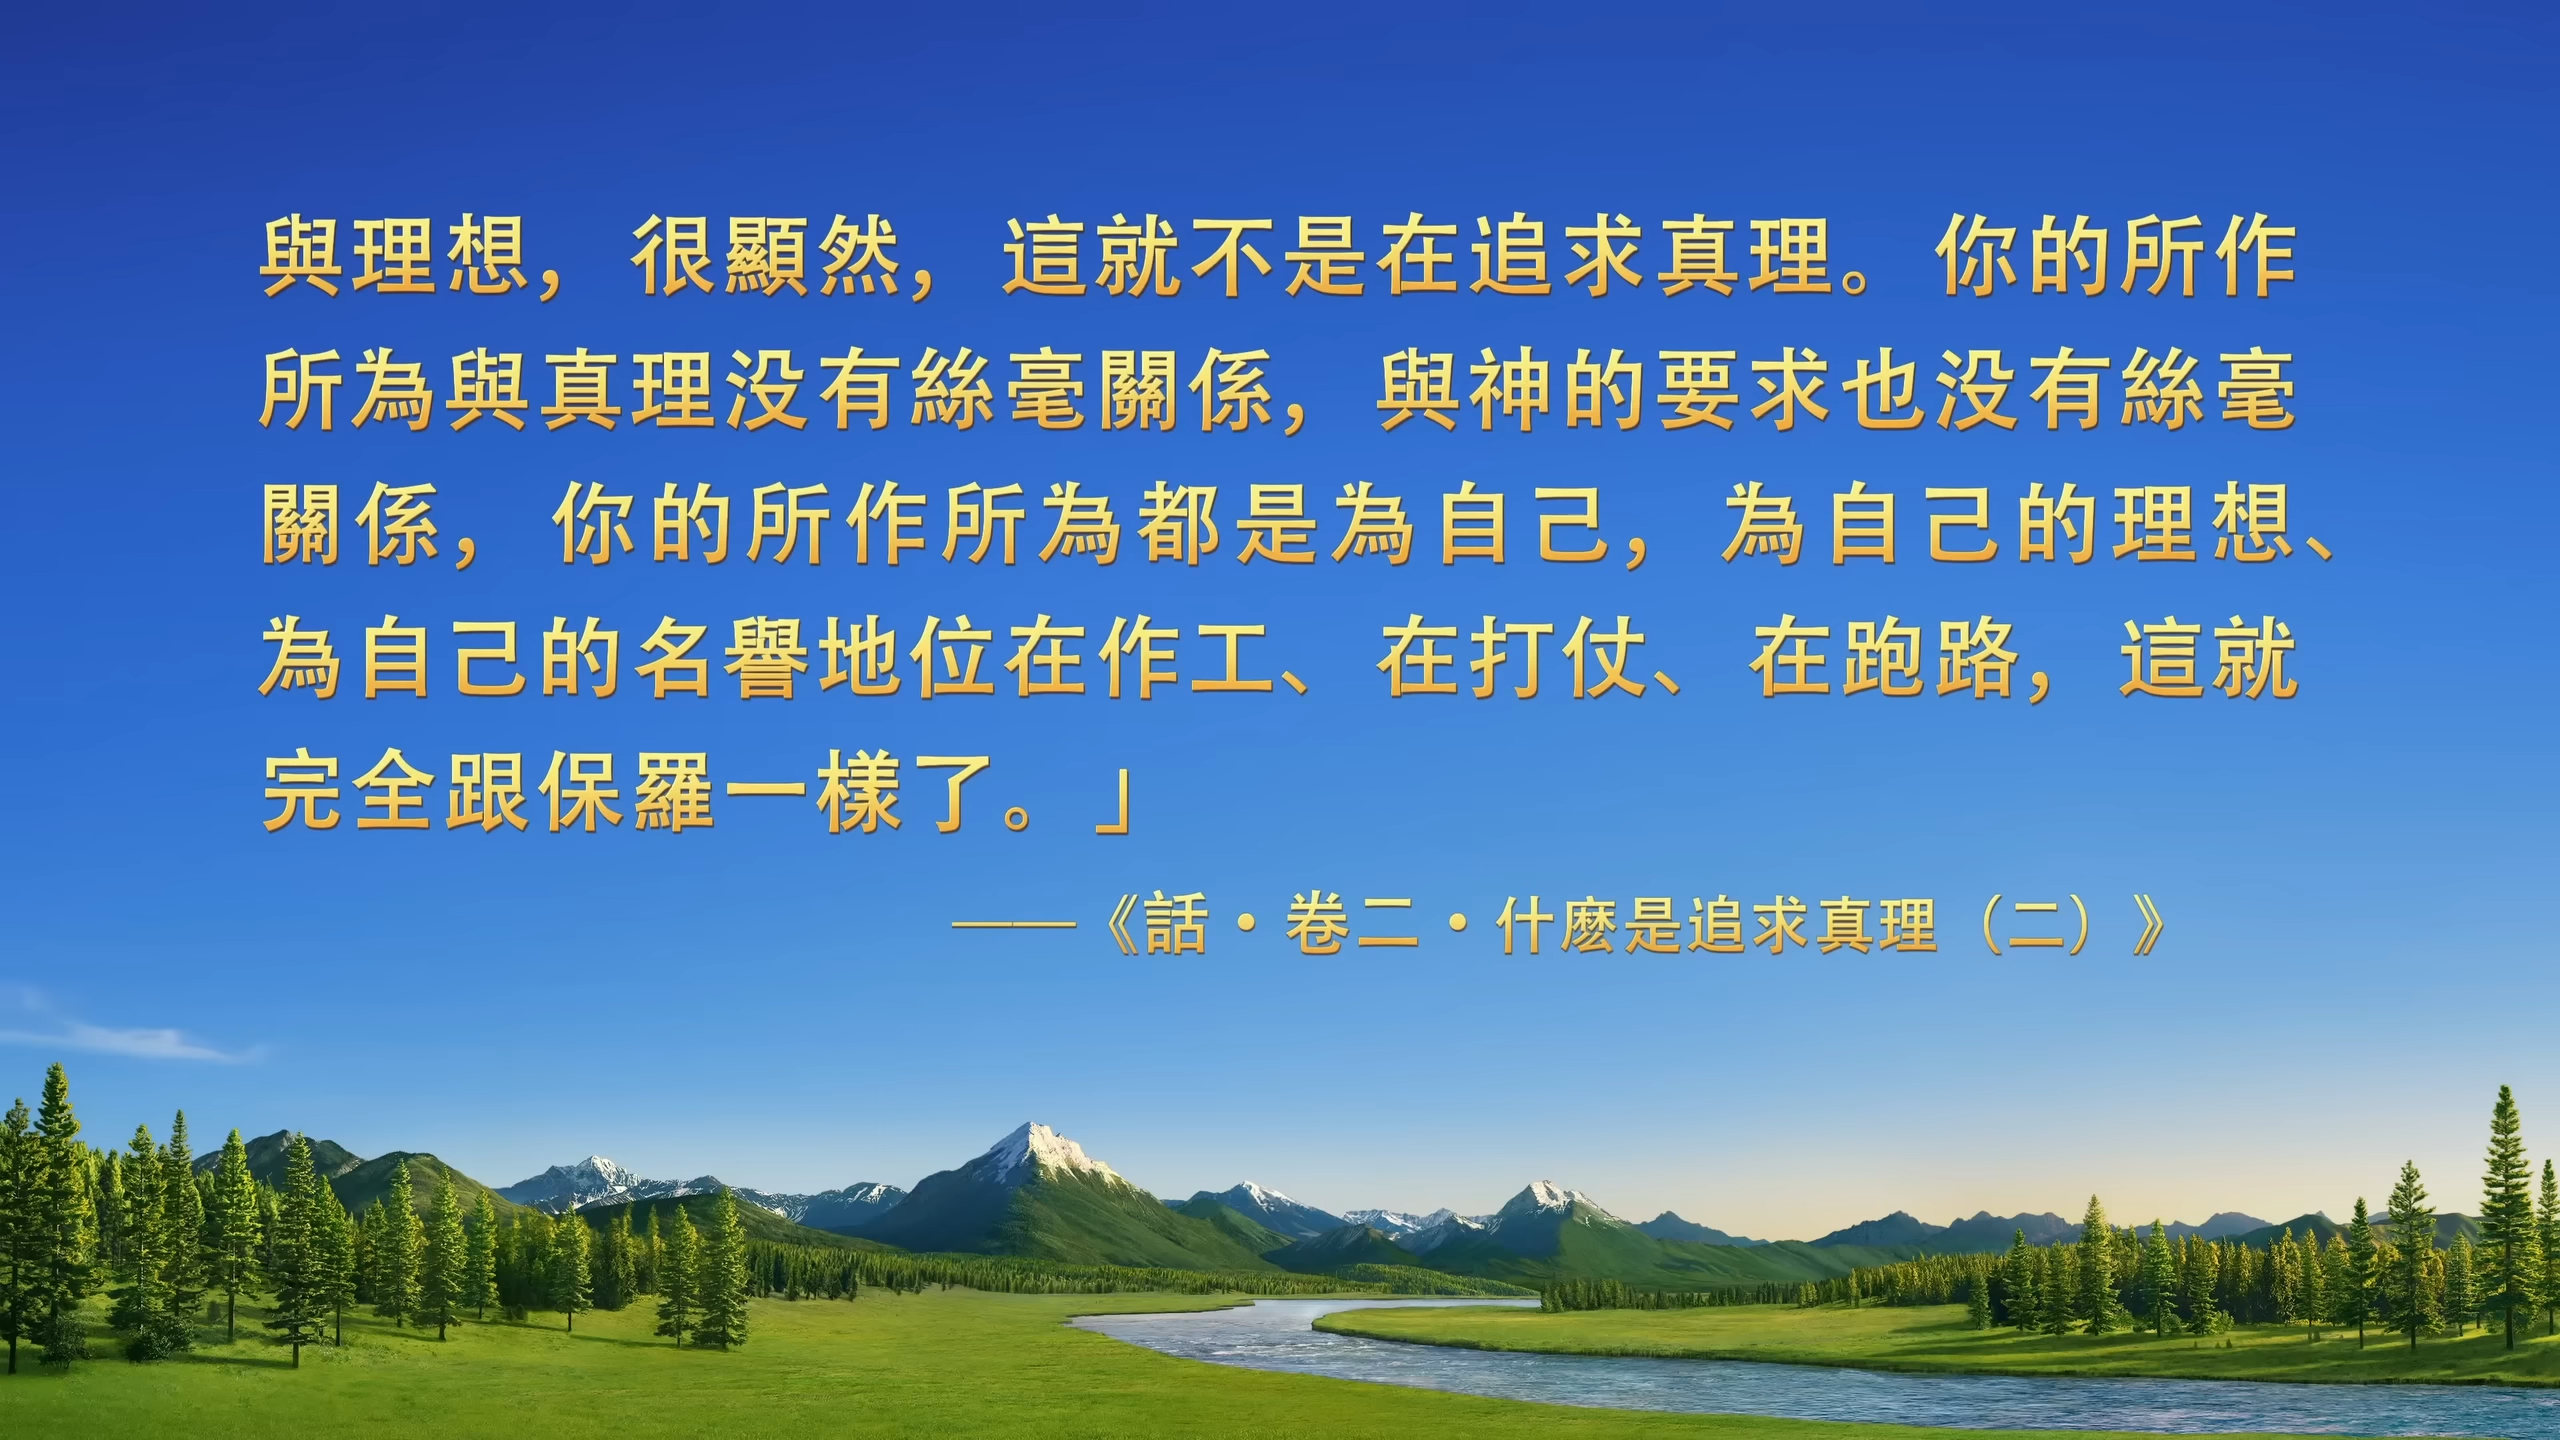 與理想，很顯然，這就不是在追求真理。你的所作
所為與真理没有絲毫關係，與神的要求也没有絲毫
關係，你的所作所為都是為自己，為自己的理想、
為自己的名譽地位在作工、在打仗、在跑路，這就
完全跟保羅一樣了。」
——《話・卷二・什麽是追求真理（二）》